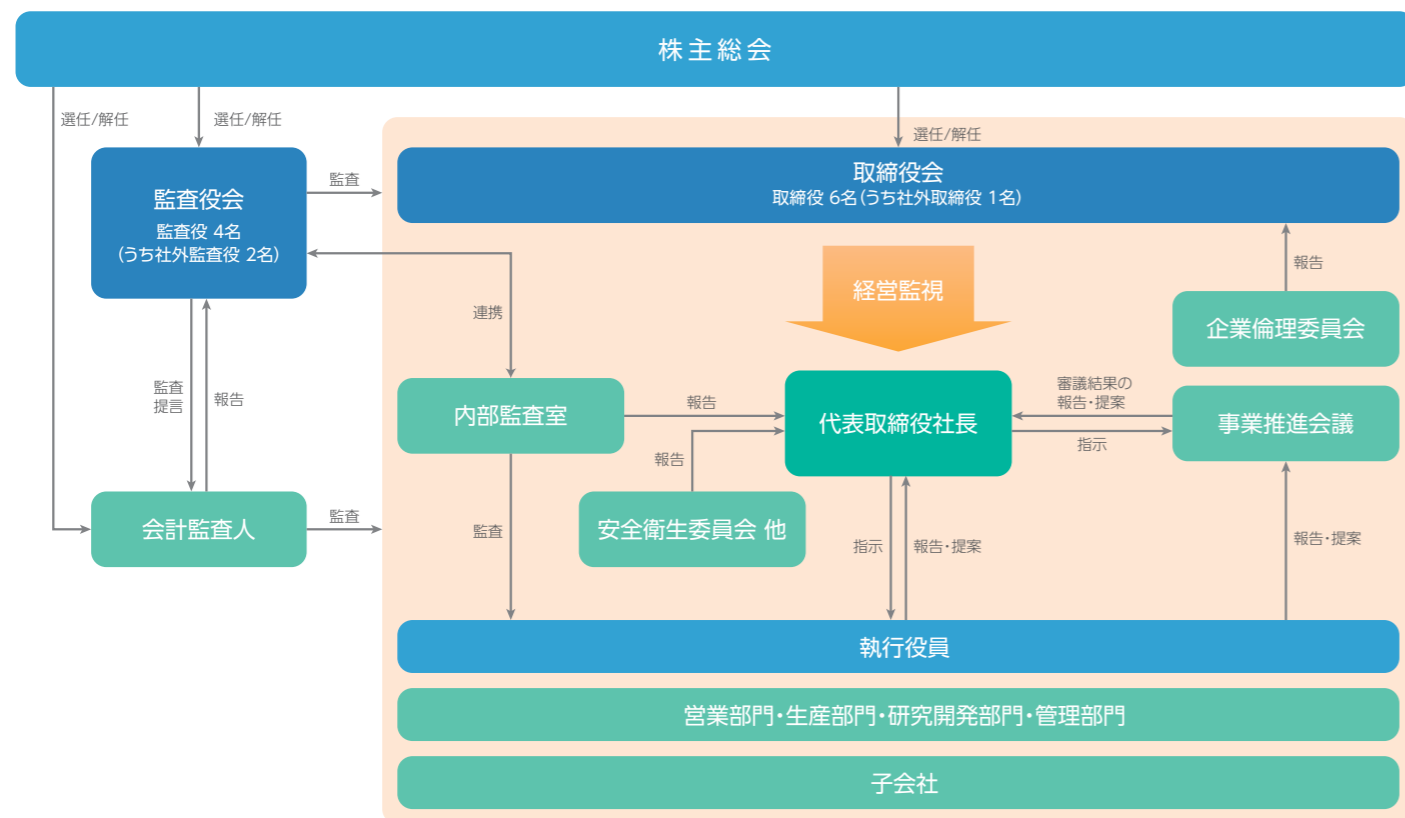 株主総会
選任/解任
選任/解任
選任/解任
監査役会
監査役 4名
(うち社外監査役 2名)
監査
取締役会
取締役 6名(うち社外取締役 1名)
経営監視
報告
企業倫理委員会
連携
監査
提言
報告
内部監査室
報告
代表取締役社長
審議結果の
報告・提案
指示
事業推進会議
報告
会計監査人
監査
監査
安全衛生委員会 他
指示
報告・提案
報告・提案
執行役員
営業部門・生産部門・研究開発部門・管理部門
子会社